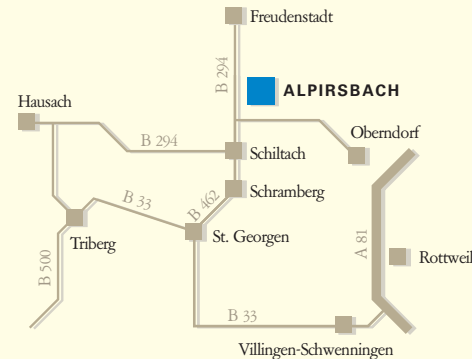 Freudenstadt
B 294
ALPIRSBACH
Hausach
Oberndorf
B 294
Schiltach
Schramberg
B 33
B 462
Triberg
St. Georgen
B 500
A 81
Rottweil
B 33
Villingen-Schwenningen